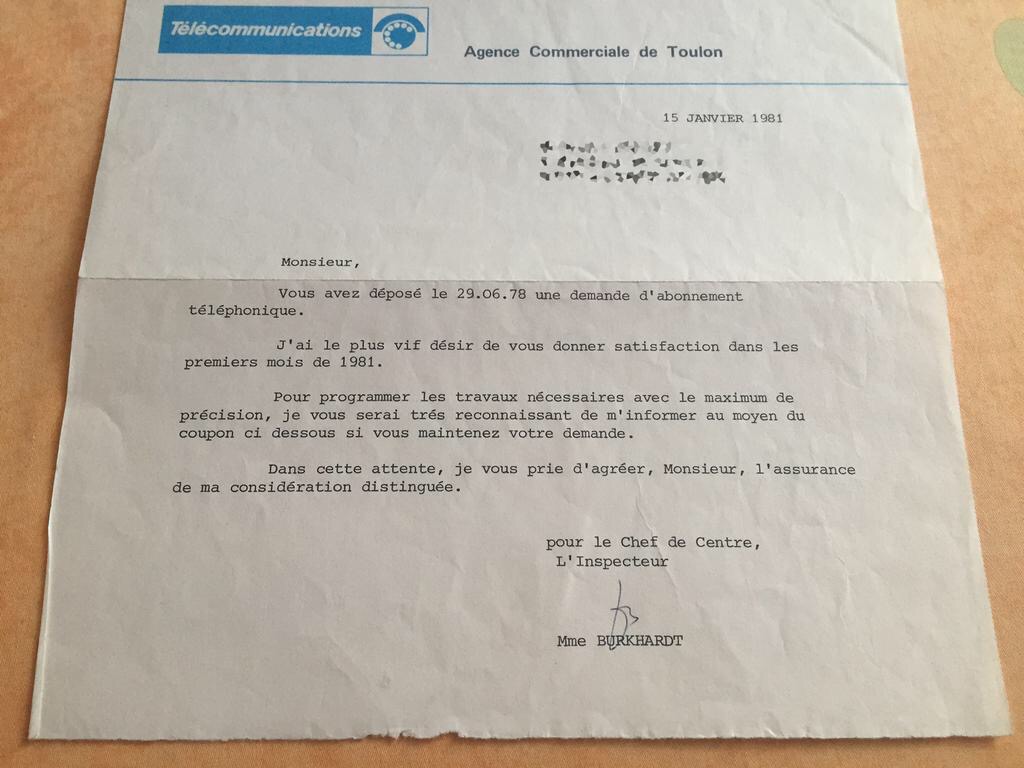 Télécommunications
Agence Commerciale de Toulon
15 JANVIER 1981
Monsieur,
Vous avez déposé le 29.06.78 une demande d'abonnement
téléphonique.
J'ai le plus vif désir de vous donner satisfaction dans les
premiers mois de 1981.
Pour programmer les travaux nécessaires avec le maximum de
précision, je vous serai trés reconnaissant de m'informer au moyen du
coupon ci dessous si vous maintenez votre demande.
Dans cette attente, je vous prie d'agréer, Monsieur, l'assurance
de ma considération distinguée.
pour le Chef de Centre,
L'Inspecteur
Mme BURKHARDT